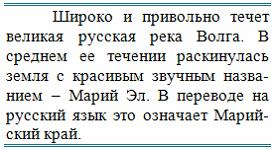 Широко и привольно течет
великая русская река Волга. В
среднем ее течении раскинулась
земля с красивым звучным назва-
нием – Марий Эл. В переводе на
русский язык это означает Марий-
ский край.